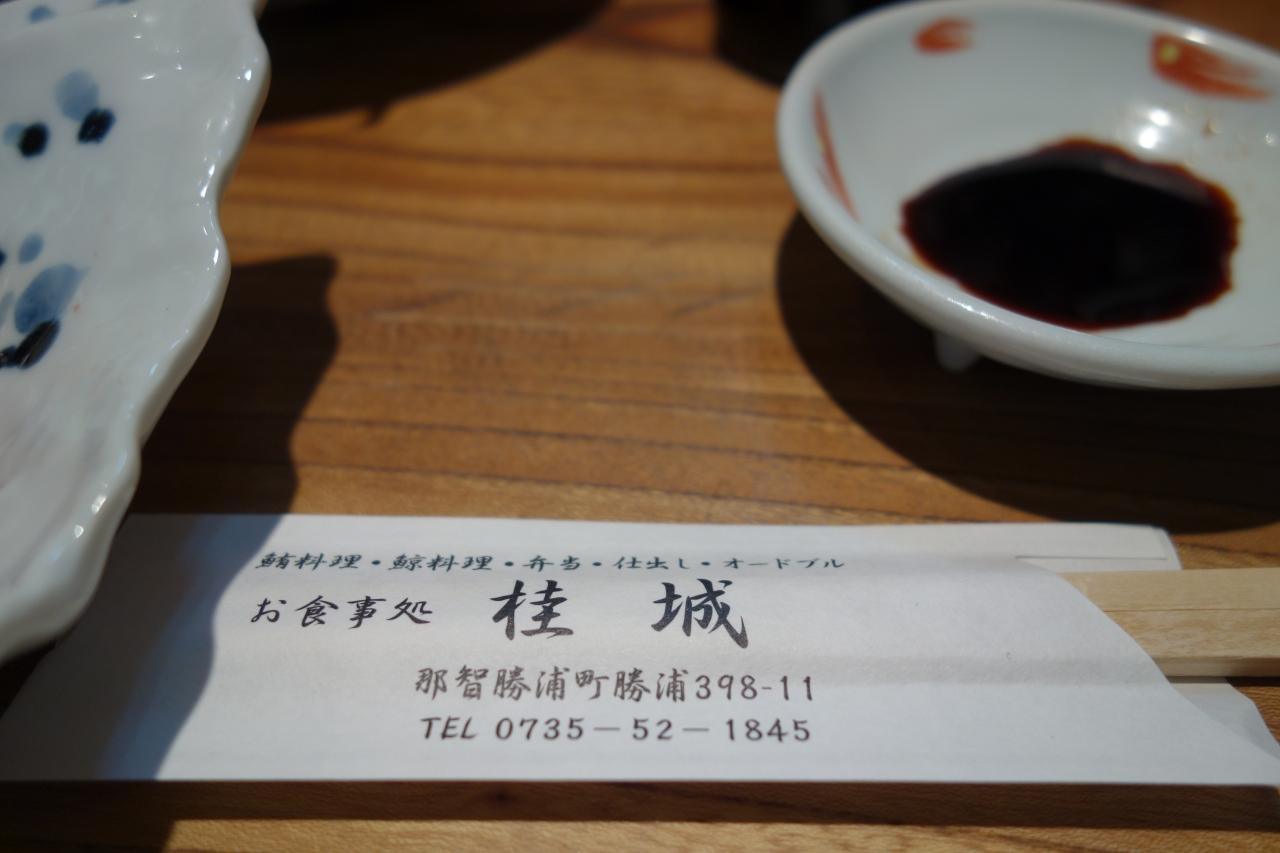 鮪料理・鯨料理・弁当・仕出し・オードブル
お食事処 桂城
那智勝浦町勝浦398-11
TEL 0735－52－1845